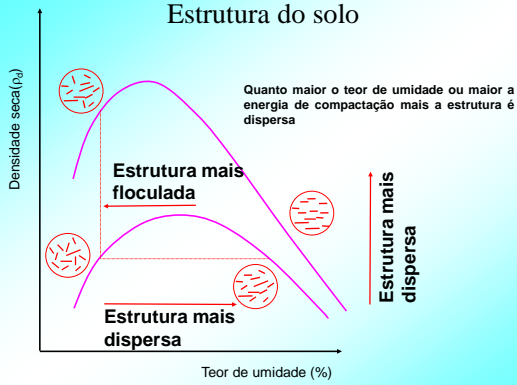 Estrutura do solo
Densidade seca(ρd)
Quanto maior o teor de umidade ou maior a
energia de compactação mais a estrutura é
dispersa
Estrutura mais
floculada
Estrutura mais
dispersa
Estrutura mais
dispersa
Teor de umidade (%)